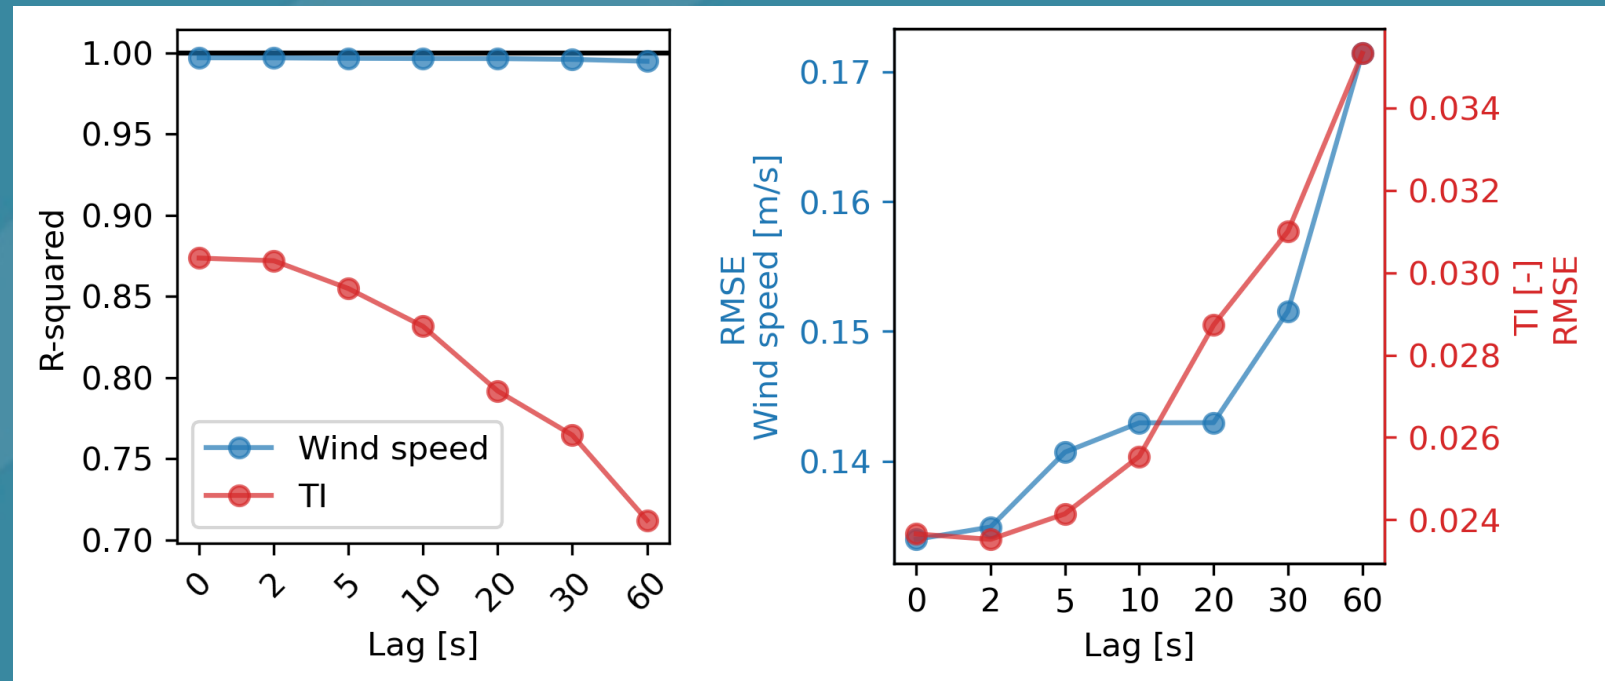 1.00
0.95
0.90
0.85
0.80
0.75
0.70
R-squared
Wind speed
TI
0 2 5 10 20 30 60
Lag [s]
0.17
0.16
0.15
0.14
RMSE
Wind speed [m/s]
0 2 5 10 20 30 60
Lag [s]
0.034
0.032
0.030
0.028
0.026
0.024
TI [-]
RMSE